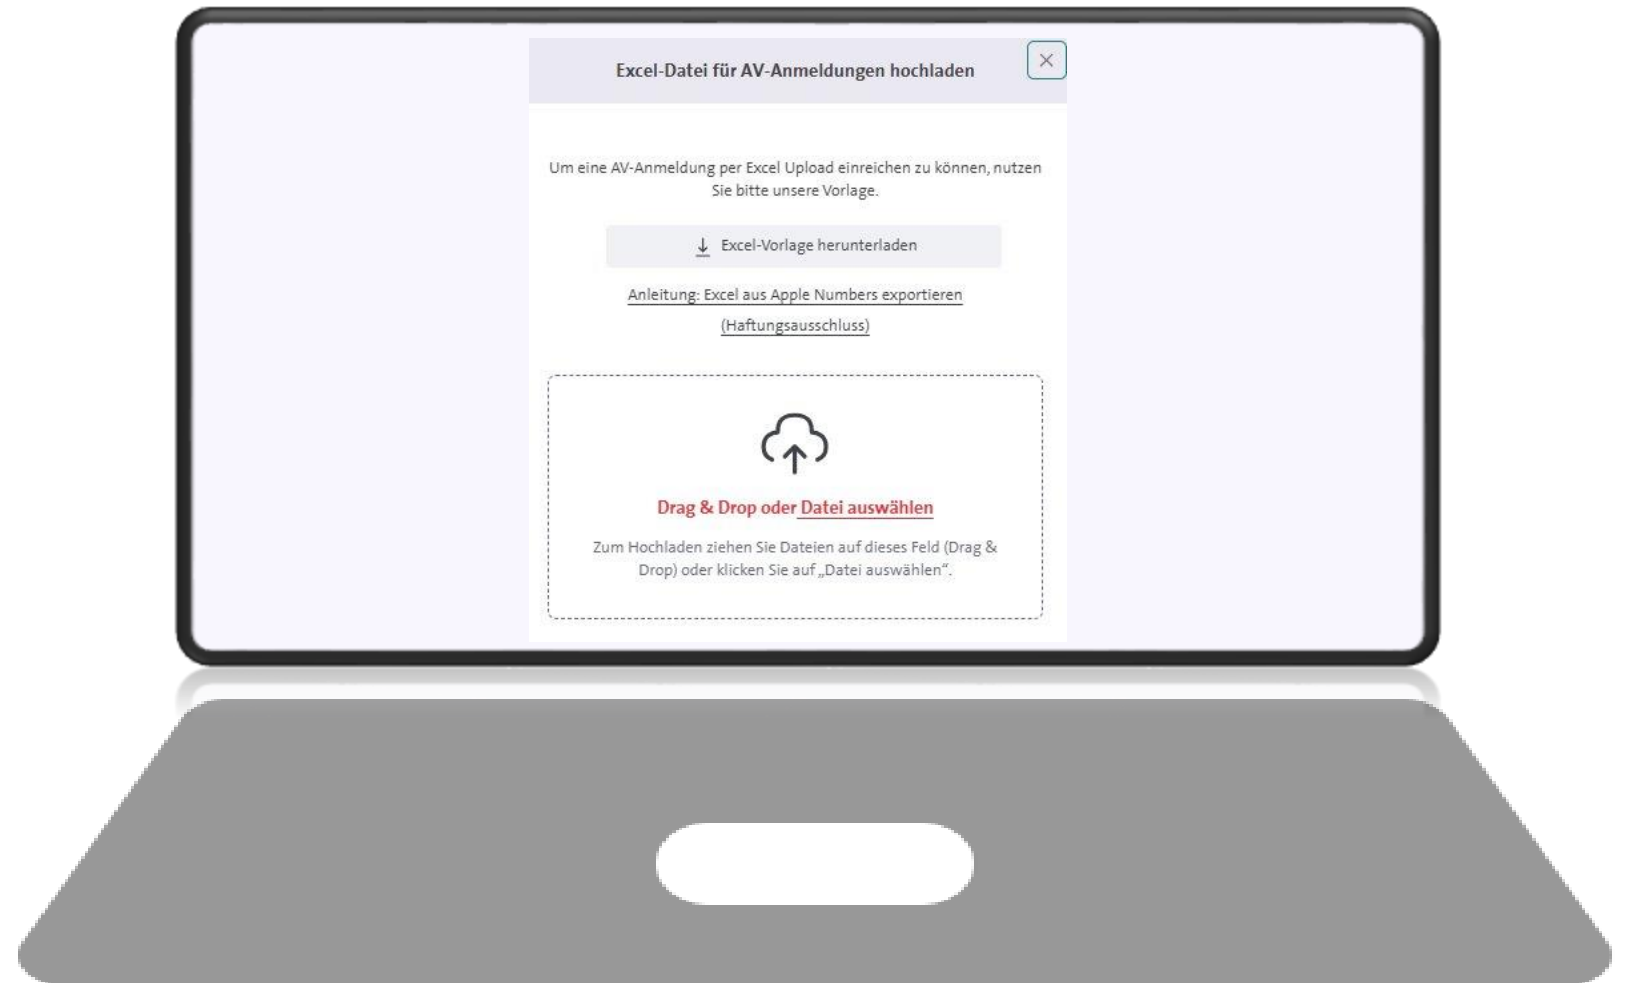 Excel-Datei für AV-Anmeldungen hochladen
Um eine AV-Anmeldung per Excel Upload einreichen zu können, nutzen
Sie bitte unsere Vorlage.
Excel-Vorlage herunterladen
Anleitung: Excel aus Apple Numbers exportieren
(Haftungsausschluss)
Drag & Drop oder Datei auswählen
Zum Hochladen ziehen Sie Dateien auf dieses Feld (Drag &
Drop) oder klicken Sie auf „Datei auswählen“.